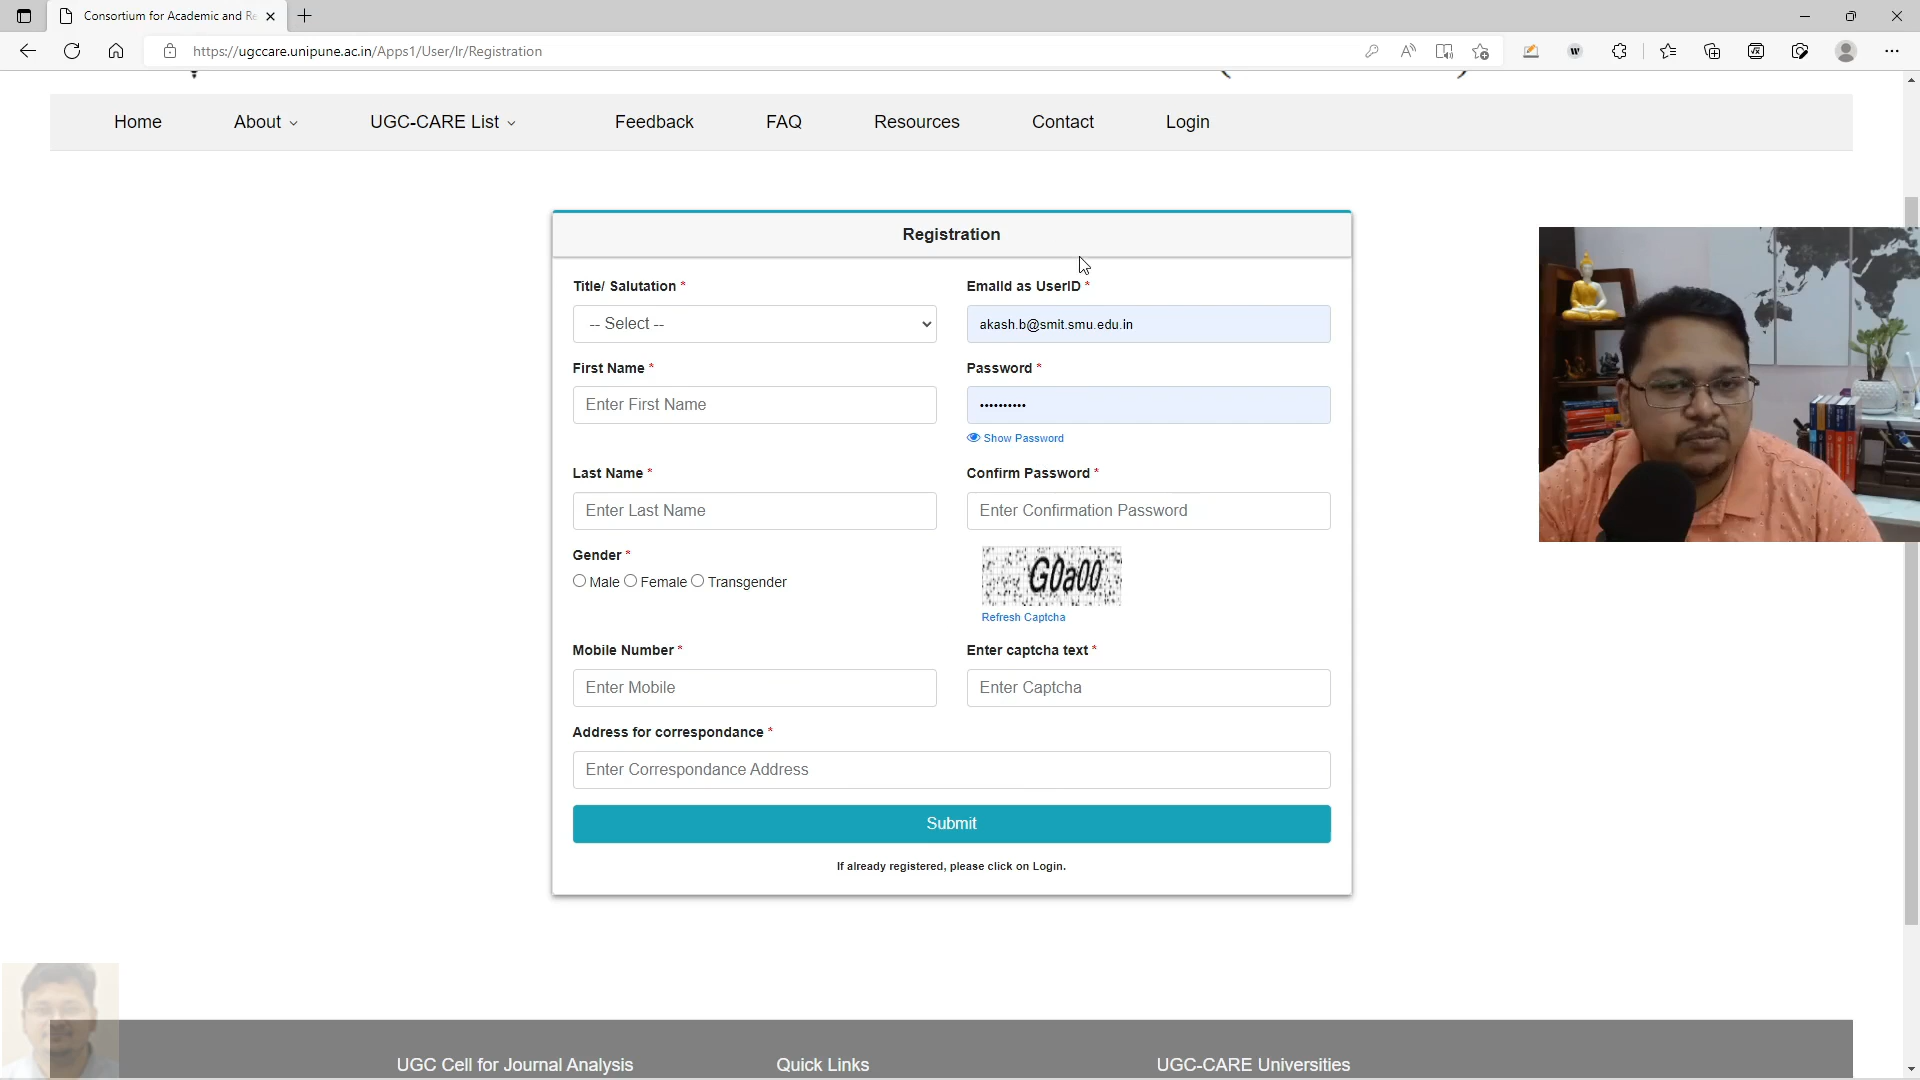 Consortium for Academic and Re
https://ugccare.unipune.ac.in/Apps1/User/Ir/Registration
Home About UGC-CARE List Feedback FAQ Resources Contact Login
Registration
Title/ Salutation *
EmailId as UserID *
-- Select --
akash.b@smit.smu.edu.in
First Name *
Password *
Enter First Name
••••••••••
Show Password
Last Name *
Confirm Password *
Enter Last Name
Enter Confirmation Password
Gender *
Male Female Transgender
G0a00
Refresh Captcha
Mobile Number *
Enter captcha text *
Enter Mobile
Enter Captcha
Address for correspondance *
Enter Correspondance Address
Submit
If already registered, please click on Login.
UGC Cell for Journal Analysis Quick Links UGC-CARE Universities